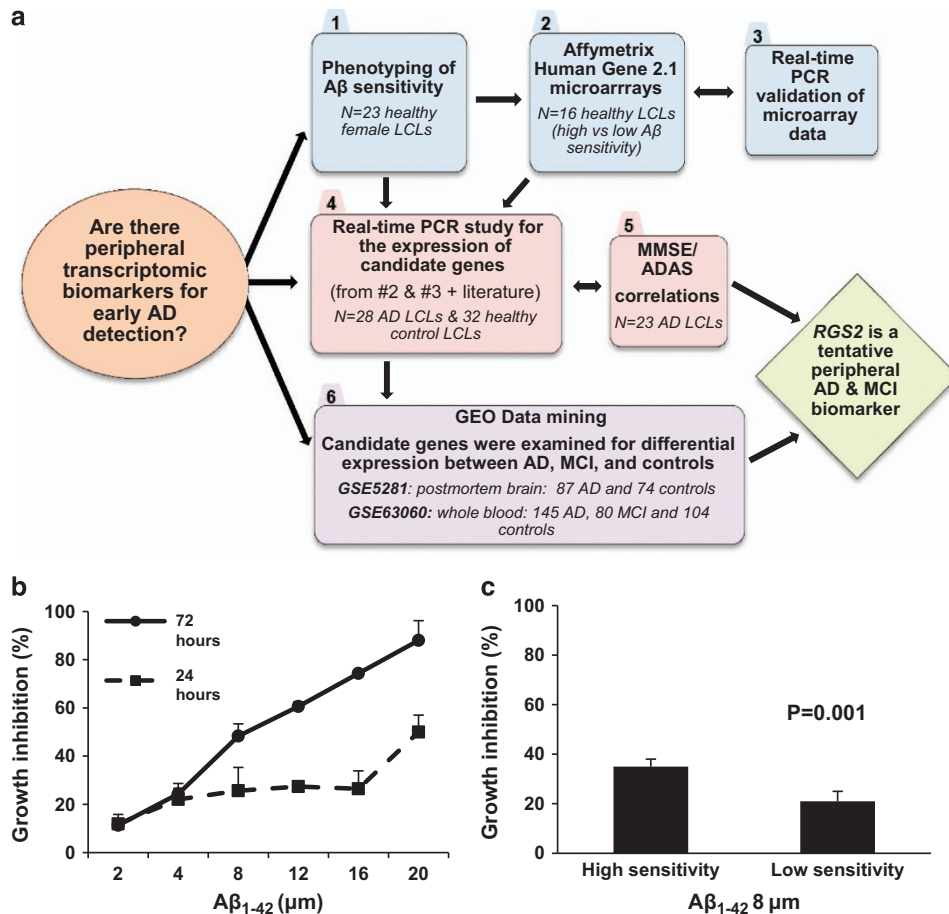 a
Are there
peripheral
transcriptomic
biomarkers for
early AD
detection?
1
Phenotyping of
Aβ sensitivity
N=23 healthy
female LCLs
2
Affymetrix
Human Gene 2.1
microarrrays
N=16 healthy LCLs
(high vs low Aβ
sensitivity)
3
Real-time
PCR
validation of
microarray
data
4
Real-time PCR study for
the expression of
candidate genes
(from #2 & #3 + literature)
N=28 AD LCLs & 32 healthy
control LCLs
5
MMSE/
ADAS
correlations
N=23 AD LCLs
RGS2 is a
tentative
peripheral
AD & MCI
biomarker
6
GEO Data mining
Candidate genes were examined for differential
expression between AD, MCI, and controls
GSE5281: postmortem brain: 87 AD and 74 controls
GSE63060: whole blood: 145 AD, 80 MCI and 104
controls
b
Growth inhibition (%)
100
80
60
40
20
0
72
hours
24
hours
2 4 8 12 16 20
Aβ1-42 (μm)
c
Growth inhibition (%)
100
80
60
40
20
0
P=0.001
High sensitivity Low sensitivity
Aβ1-42 8 μm